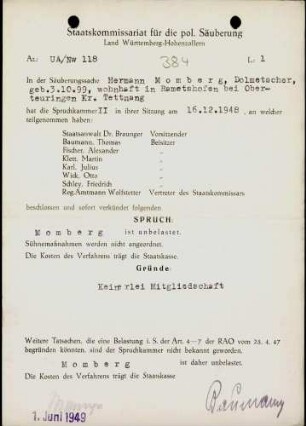 Staatskommissariat für die pol. Säuberung
Land Württemberg-Hohenzollern
Az: UA/Nw 118
384
L 1
In der Säuberungssache Hermann Momberg, Dolmetscher,
geb.3.10.99, wohnhaft in Rametshofen bei Ober-
teuringen Kr. Tettnang
hat die Spruchkammer II in ihrer Sitzung am 16.12.1948, an welcher
teilgenommen haben:
Staatsanwalt Dr. Braunger Vorsitzender
Baumann, Thomas Beisitzer
Fischer, Alexander "
Klett, Martin "
Karl, Julius "
Wick, Otto "
Schley, Friedrich "
Reg.Amtmann Wolfstetter Vertreter des Staatskommissars
beschlossen und sofort verkündet folgenden
SPRUCH:
Momberg ist unbelastet.
Sühnemaßnahmen werden nicht angeordnet.
Die Kosten des Verfahrens trägt die Staatskasse.
Gründe:
Keinerlei Mitgliedschaft
Weitere Tatsachen, die eine Belastung i. S. der Art. 4-7 der RAO vom 25. 4. 47
begründen könnten, sind der Spruchkammer nicht bekannt geworden.
Momberg ist daher unbelastet.
Die Kosten des Verfahrens trägt die Staatskasse
1. Juni 1949
Baumann